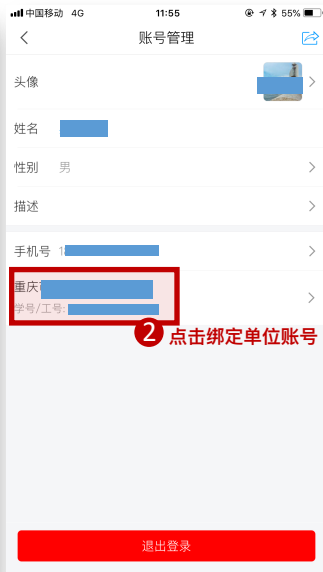 中国移动 4G 11:55 55%
账号管理
头像
姓名
性别 男
描述
手机号 1
重庆
学号/工号:
2 点击绑定单位账号
退出登录